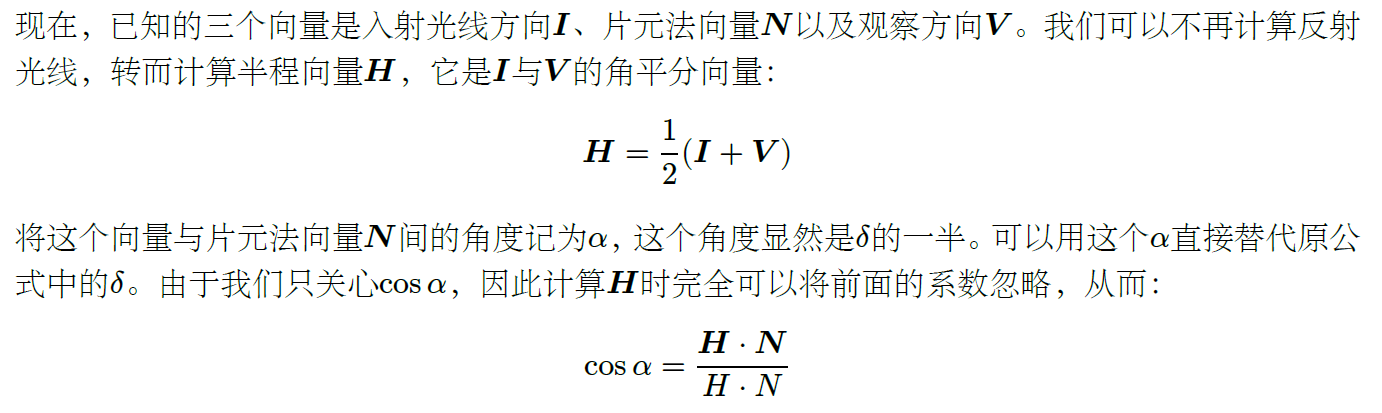 现在，已知的三个向量是入射光线方向I、片元法向量N以及观察方向V。我们可以不再计算反射
光线，转而计算半程向量H，它是I与V的角平分向量：
H = 1/2 (I + V)
将这个向量与片元法向量N间的角度记为α，这个角度显然是δ的一半。可以用这个α直接替代原公
式中的δ。由于我们只关心cos α，因此计算H时完全可以将前面的系数忽略，从而：
cos α = H · N / H · N